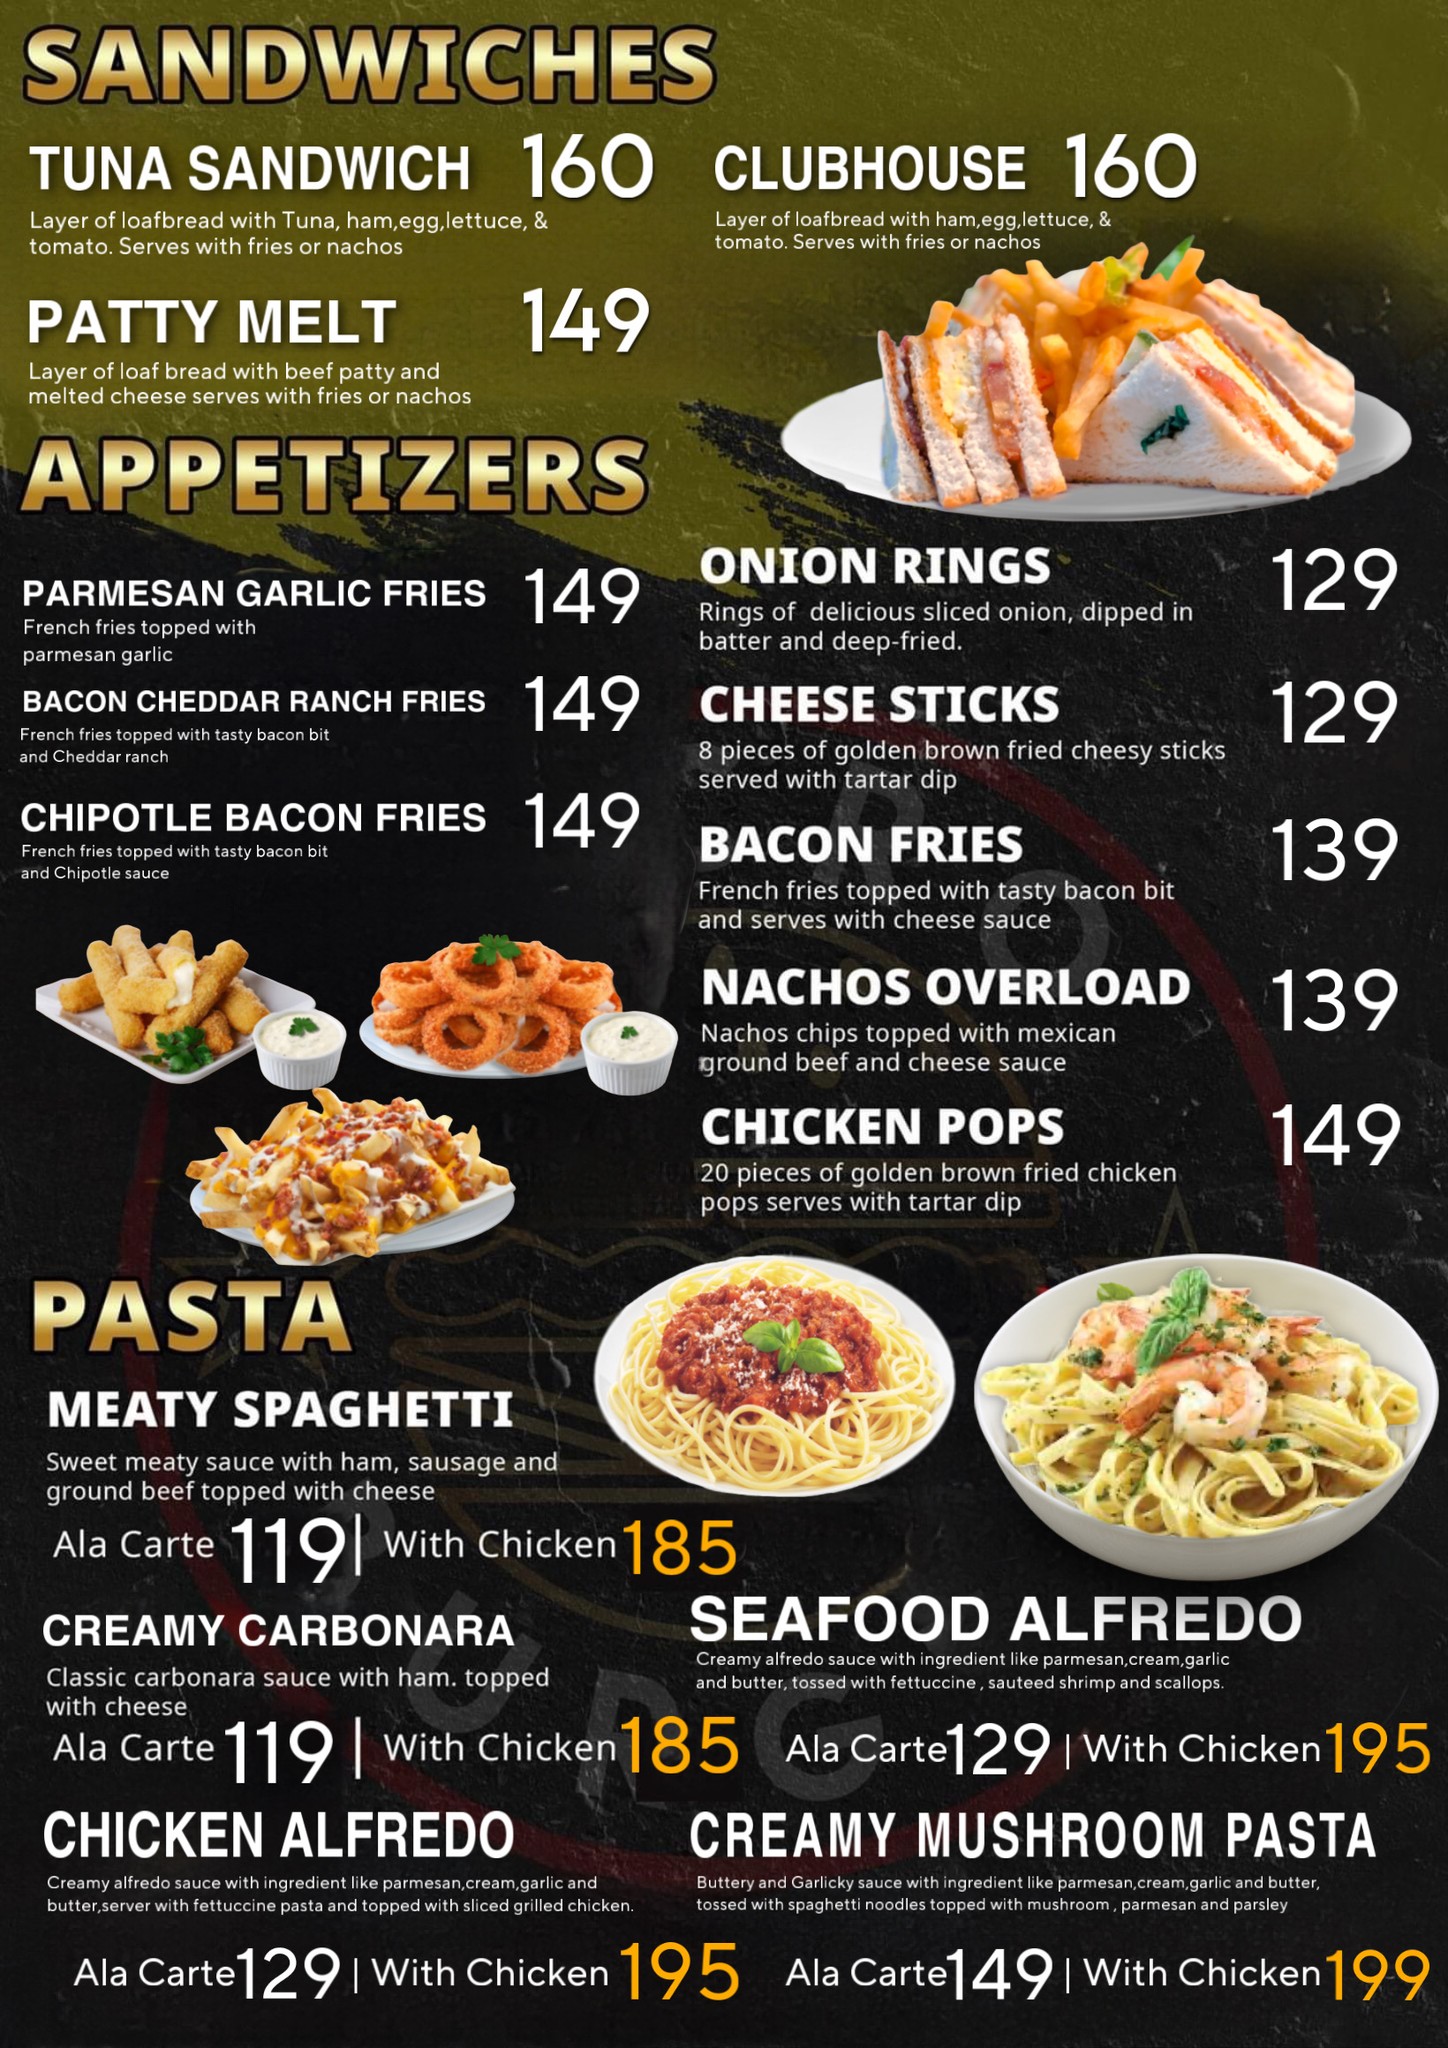 SANDWICHES
TUNA SANDWICH 160
Layer of loafbread with Tuna, ham,egg,lettuce, &
tomato. Serves with fries or nachos
CLUBHOUSE 160
Layer of loafbread with ham,egg,lettuce, &
tomato. Serves with fries or nachos
PATTY MELT 149
Layer of loaf bread with beef patty and
melted cheese serves with fries or nachos
APPETIZERS
PARMESAN GARLIC FRIES 149
French fries topped with
parmesan garlic
BACON CHEDDAR RANCH FRIES 149
French fries topped with tasty bacon bit
and Cheddar ranch
CHIPOTLE BACON FRIES 149
French fries topped with tasty bacon bit
and Chipotle sauce
ONION RINGS 129
Rings of delicious sliced onion, dipped in
batter and deep-fried.
CHEESE STICKS 129
8 pieces of golden brown fried cheesy sticks
served with tartar dip
BACON FRIES 139
French fries topped with tasty bacon bit
and serves with cheese sauce
NACHOS OVERLOAD 139
Nachos chips topped with mexican
ground beef and cheese sauce
CHICKEN POPS 149
20 pieces of golden brown fried chicken
pops serves with tartar dip
PASTA
MEATY SPAGHETTI
Sweet meaty sauce with ham, sausage and
ground beef topped with cheese
Ala Carte 119 | With Chicken 185
CREAMY CARBONARA
Classic carbonara sauce with ham. topped
with cheese
Ala Carte 119 | With Chicken 185
SEAFOOD ALFREDO
Creamy alfredo sauce with ingredient like parmesan,cream,garlic
and butter, tossed with fettuccine , sauteed shrimp and scallops.
Ala Carte 129 | With Chicken 195
CHICKEN ALFREDO
Creamy alfredo sauce with ingredient like parmesan,cream,garlic and
butter,server with fettuccine pasta and topped with sliced grilled chicken.
Ala Carte 129 | With Chicken 195
CREAMY MUSHROOM PASTA
Buttery and Garlicky sauce with ingredient like parmesan,cream,garlic and butter,
tossed with spaghetti noodles topped with mushroom , parmesan and parsley
Ala Carte 149 | With Chicken 199